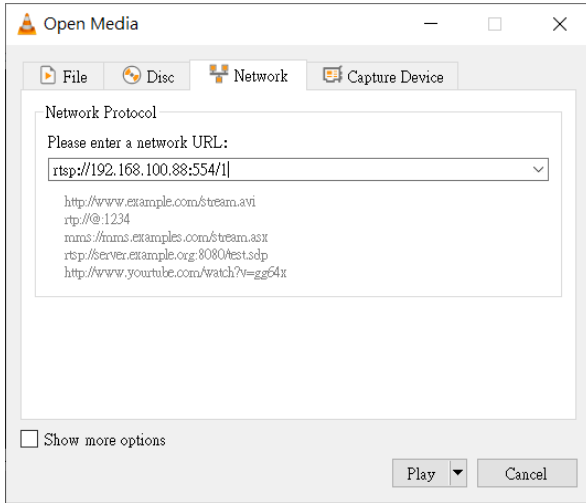 Open Media
File Disc Network Capture Device
Network Protocol
Please enter a network URL:
rtsp://192.168.100.88:554/1
http://www.example.com/stream.avi
rtp://@:1234
mms://mms.examples.com/stream.asx
rtsp://server.example.org:8080/test.sdp
http://www.yourtube.com/watch?v=gg64x
Show more options
Play Cancel